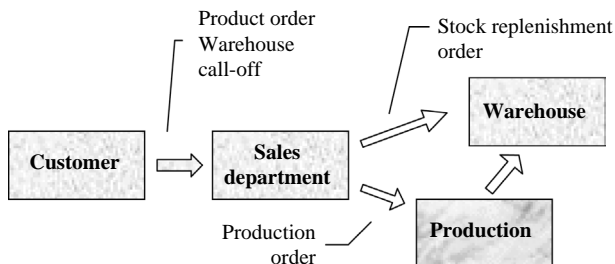 Product order
Warehouse
call-off
Stock replenishment
order
Warehouse
Customer
Sales
department
Production
order
Production